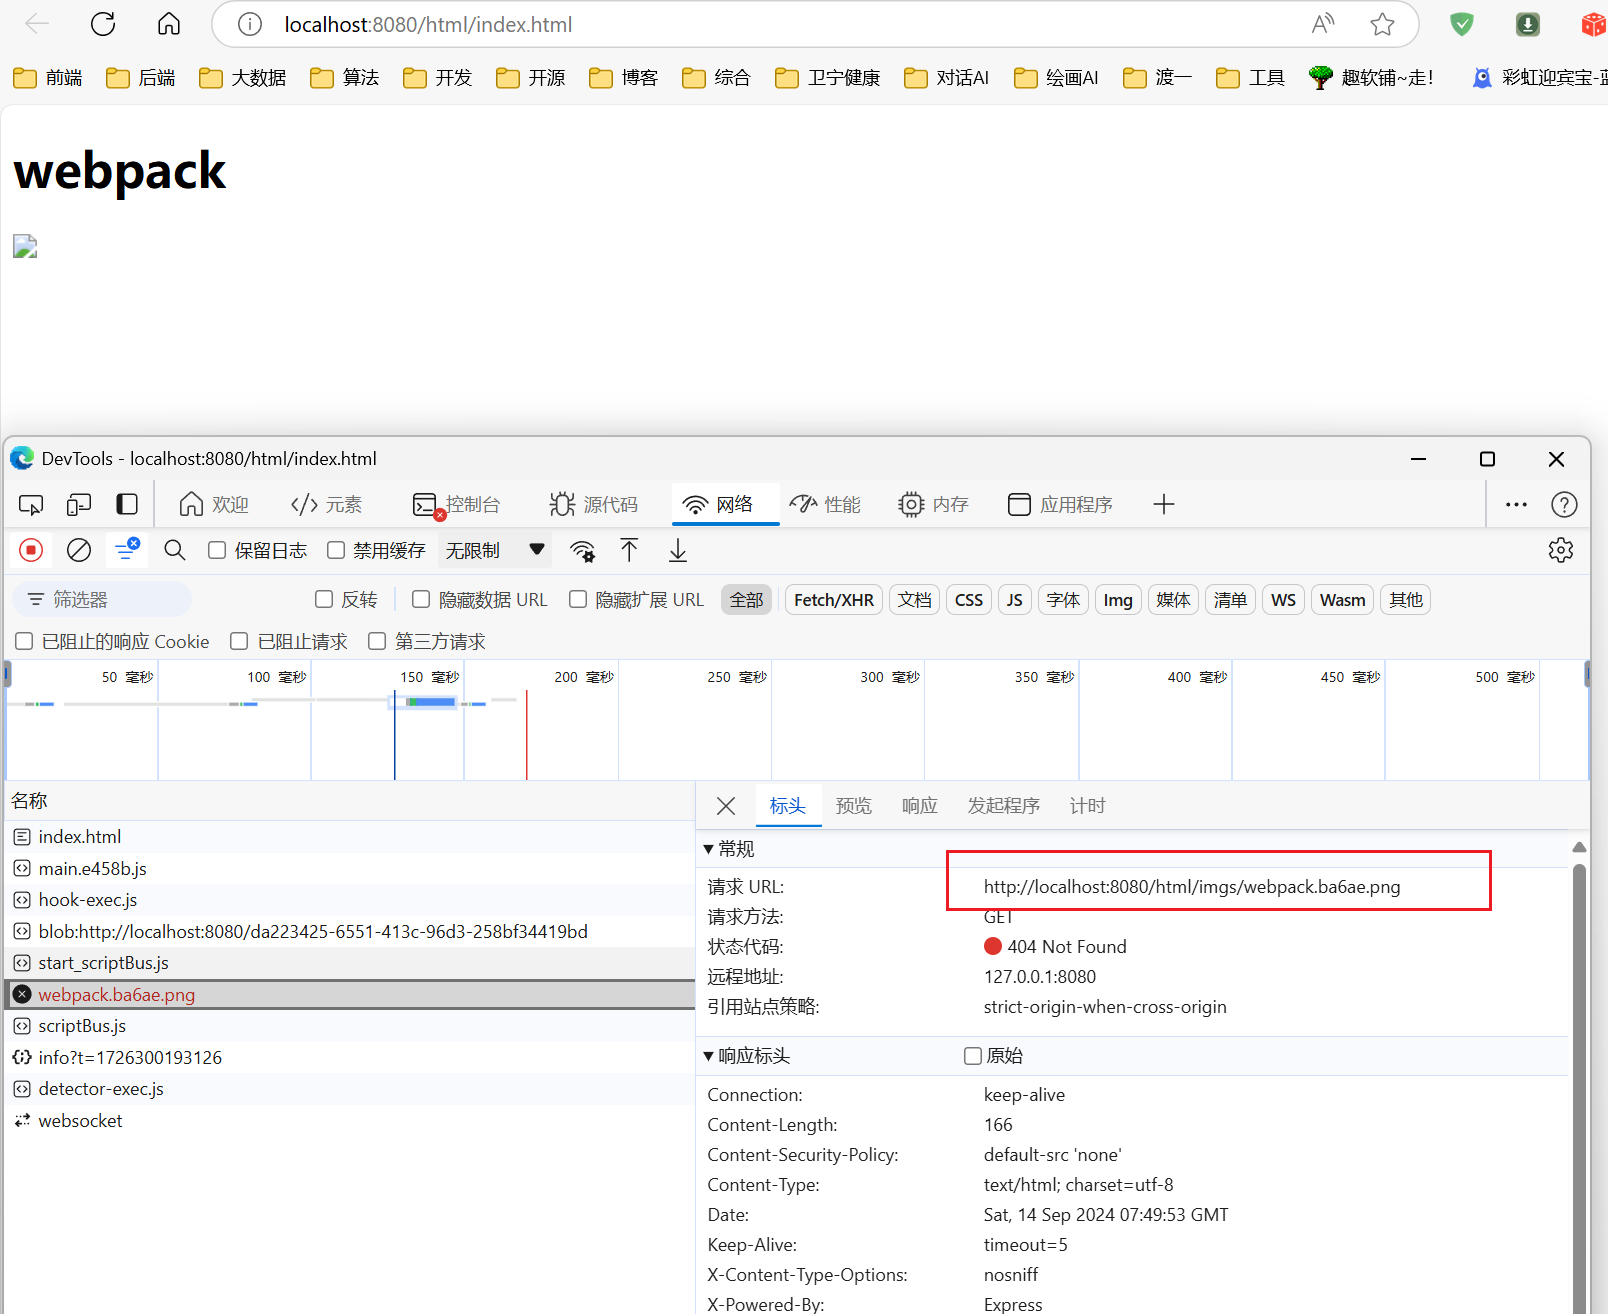 localhost:8080/html/index.html
前端 后端 大数据 算法 开发 开源 博客 综合 卫宁健康 对话AI 绘画AI 渡一 工具 趣软铺~走! 彩虹迎宾宝-蓝
webpack
DevTools - localhost:8080/html/index.html
欢迎 元素 控制台 源代码 网络 性能 内存 应用程序
保留日志 禁用缓存 无限制
筛选器 反转 隐藏数据 URL 隐藏扩展 URL 全部 Fetch/XHR 文档 CSS JS 字体 Img 媒体 清单 WS Wasm 其他
已阻止的响应 Cookie 已阻止请求 第三方请求
50 毫秒 100 毫秒 150 毫秒 200 毫秒 250 毫秒 300 毫秒 350 毫秒 400 毫秒 450 毫秒 500 毫秒
名称
index.html
main.e458b.js
hook-exec.js
blob:http://localhost:8080/da223425-6551-413c-96d3-258bf34419bd
start_scriptBus.js
webpack.ba6ae.png
scriptBus.js
info?t=1726300193126
detector-exec.js
websocket
标头 预览 响应 发起程序 计时
常规
请求 URL: http://localhost:8080/html/imgs/webpack.ba6ae.png
请求方法: GET
状态代码: 404 Not Found
远程地址: 127.0.0.1:8080
引用站点策略: strict-origin-when-cross-origin
响应标头 原始
Connection: keep-alive
Content-Length: 166
Content-Security-Policy: default-src 'none'
Content-Type: text/html; charset=utf-8
Date: Sat, 14 Sep 2024 07:49:53 GMT
Keep-Alive: timeout=5
X-Content-Type-Options: nosniff
X-Powered-By: Express